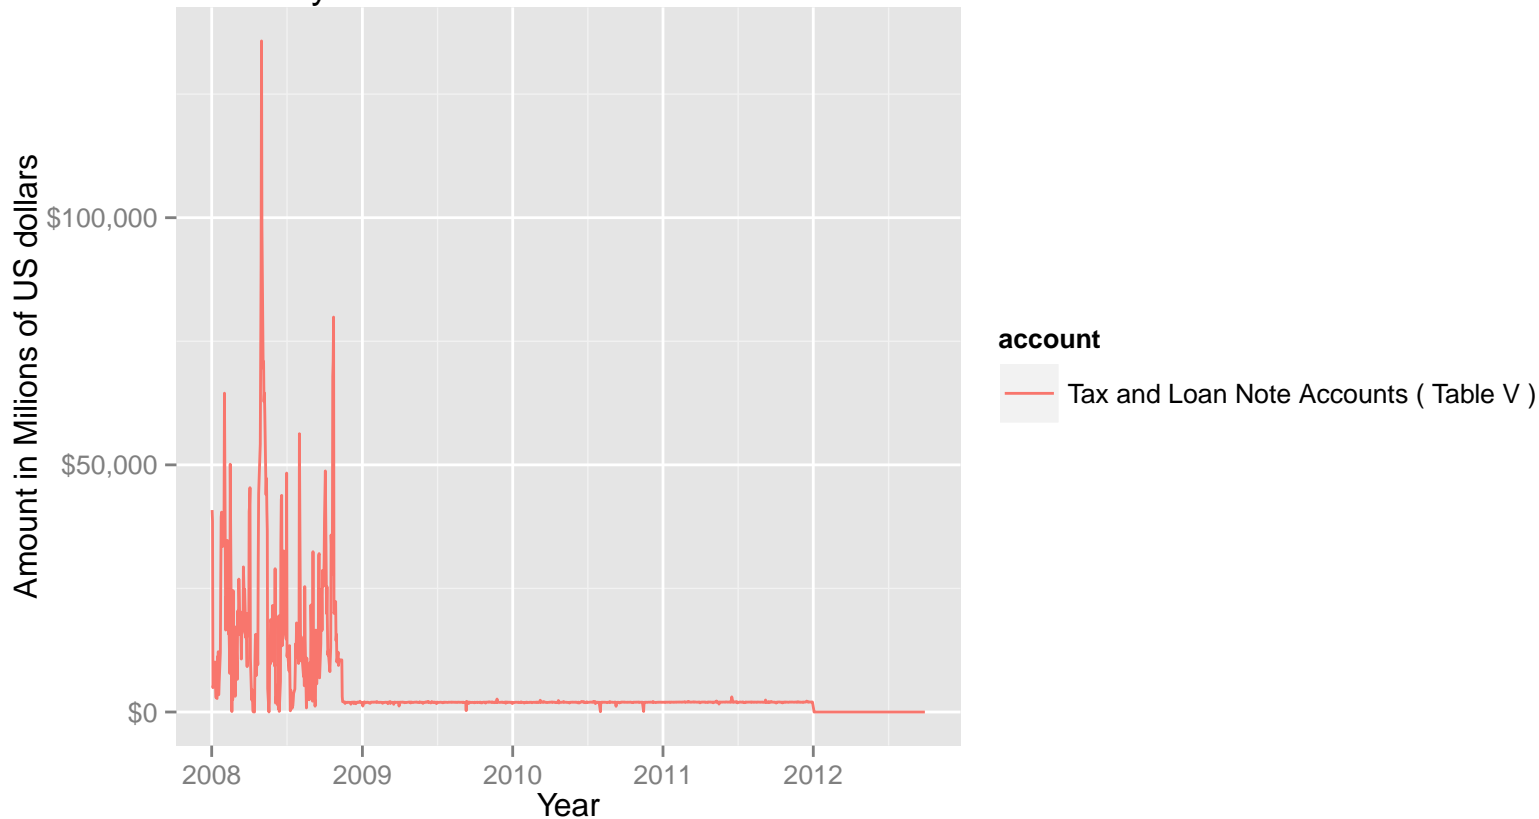 Amount in Milions of US dollars
$100,000
$50,000
$0
2008 2009 2010 2011 2012
Year
account
Tax and Loan Note Accounts ( Table V )